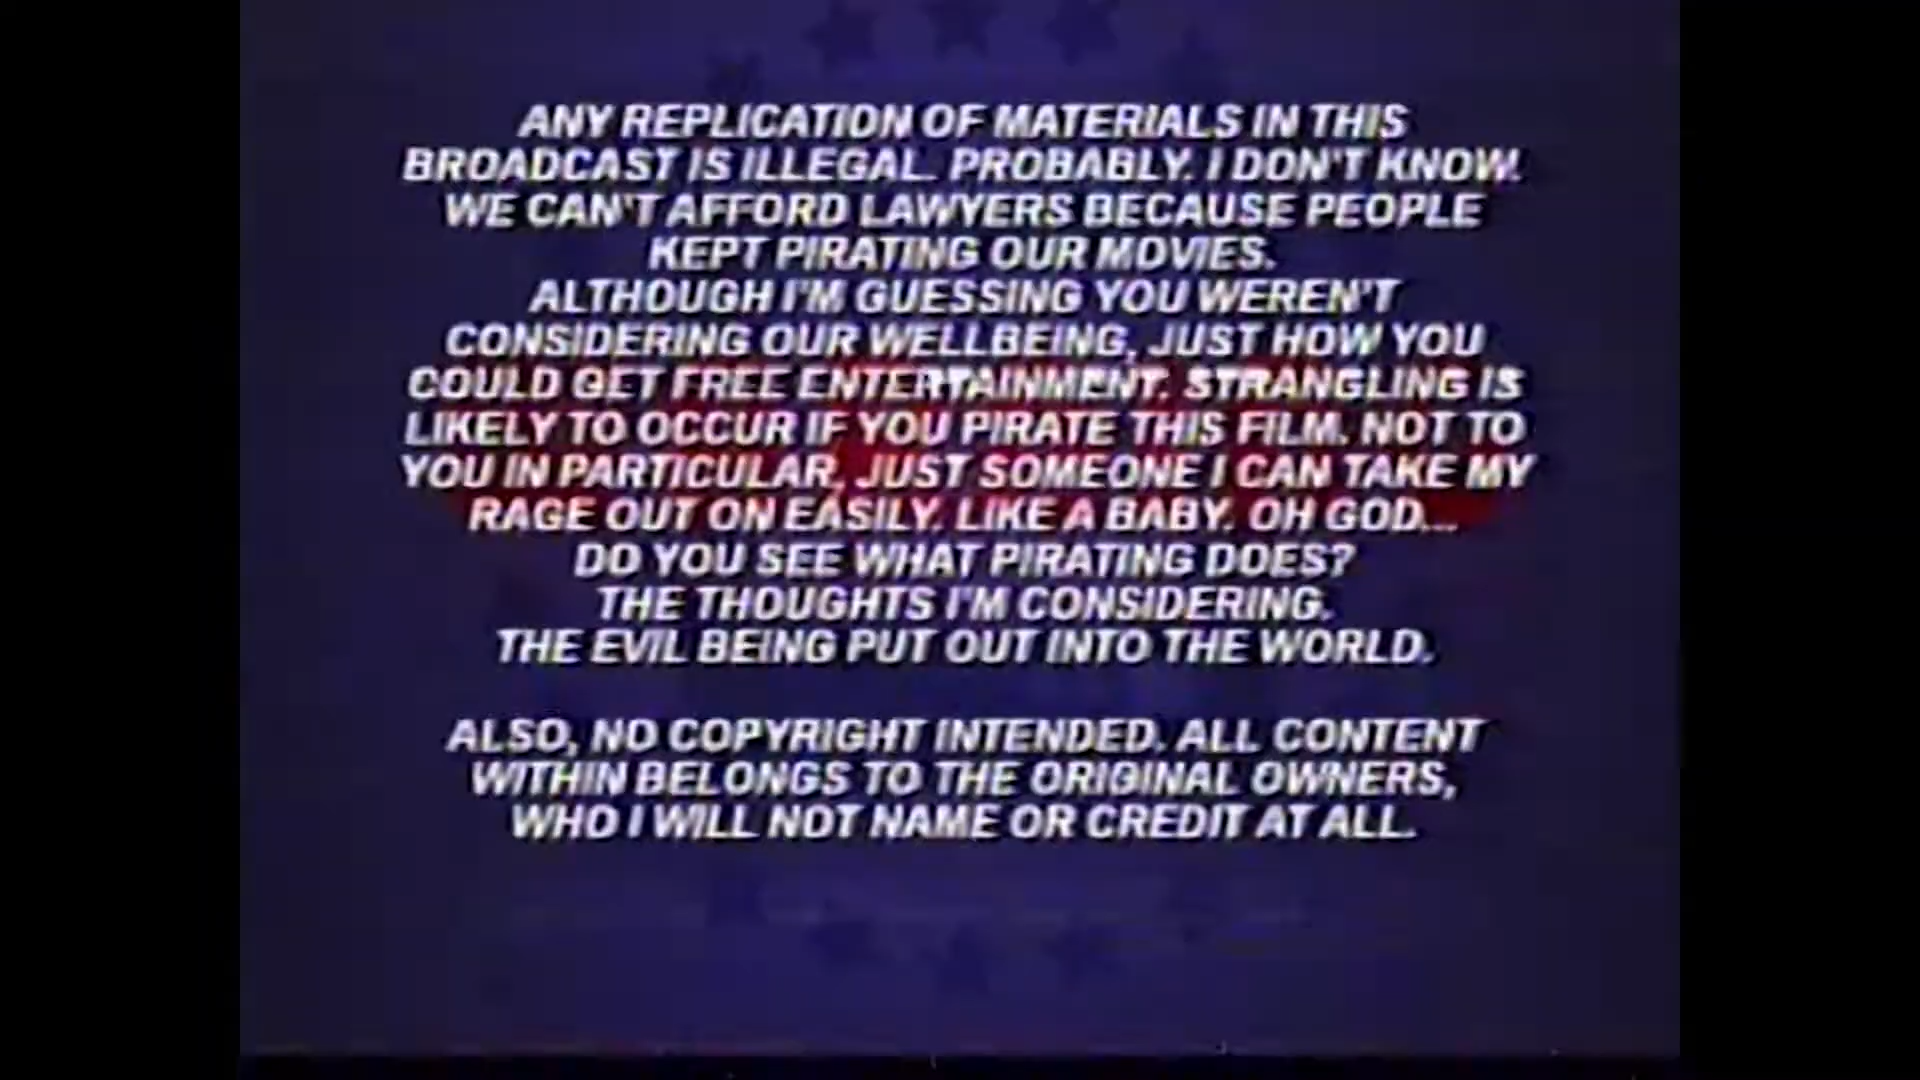 ANY REPLICATION OF MATERIALS IN THIS
BROADCAST IS ILLEGAL. PROBABLY. I DON'T KNOW.
WE CAN'T AFFORD LAWYERS BECAUSE PEOPLE
KEPT PIRATING OUR MOVIES.
ALTHOUGH I'M GUESSING YOU WEREN'T
CONSIDERING OUR WELLBEING, JUST HOW YOU
COULD GET FREE ENTERTAINMENT. STRANGLING IS
LIKELY TO OCCUR IF YOU PIRATE THIS FILM. NOT TO
YOU IN PARTICULAR, JUST SOMEONE I CAN TAKE MY
RAGE OUT ON EASILY. LIKE A BABY. OH GOD...
DO YOU SEE WHAT PIRATING DOES?
THE THOUGHTS I'M CONSIDERING.
THE EVIL BEING PUT OUT INTO THE WORLD.
ALSO, NO COPYRIGHT INTENDED. ALL CONTENT
WITHIN BELONGS TO THE ORIGINAL OWNERS,
WHO I WILL NOT NAME OR CREDIT AT ALL.